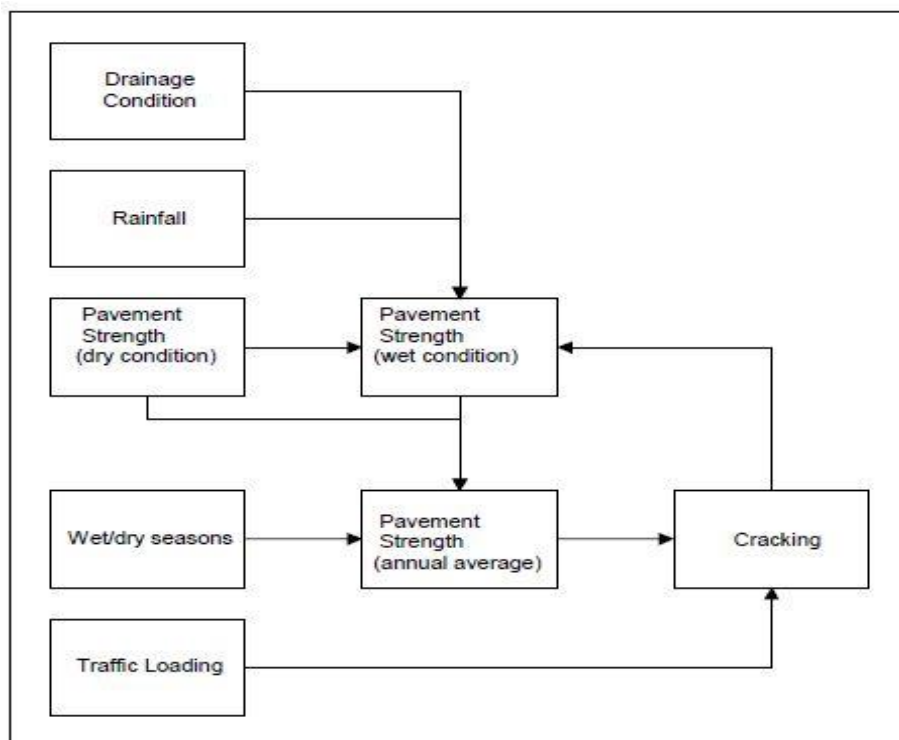 Drainage
Condition
Rainfall
Pavement
Strength
(dry condition)
Pavement
Strength
(wet condition)
Wet/dry seasons
Pavement
Strength
(annual average)
Cracking
Traffic Loading